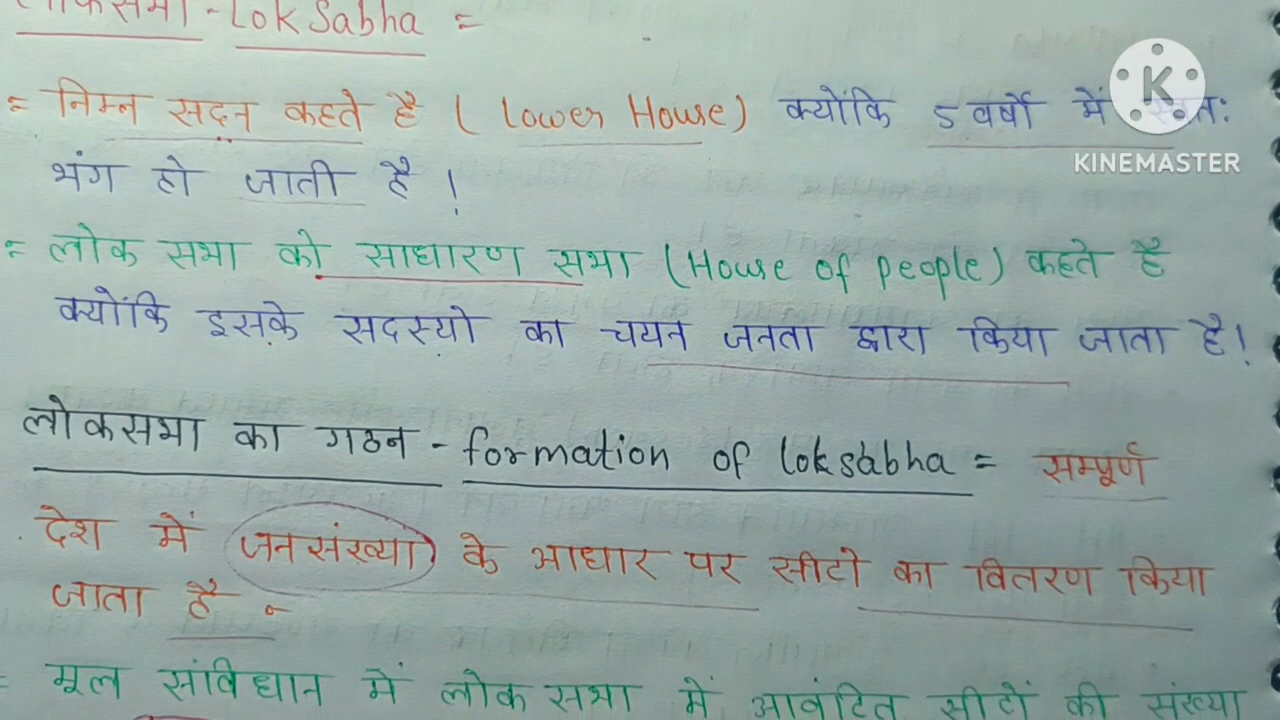 लोकसभा - Lok Sabha =
= निम्न सदन कहते है ( Lower House) क्योंकि 5 वर्षो में स्वत:
भंग हो जाती है !
= लोक सभा को साधारण सभा (House of people) कहते है
क्योंकि इसके सदस्यो का चयन जनता द्वारा किया जाता है!
लोकसभा का गठन - formation of loksabha = सम्पूर्ण
देश में जनसंख्या के आधार पर सीटो का वितरण किया
जाता है -
= मूल संविधान में लोक सभा में आवंटित सीटों की संख्या
K
KINEMASTER